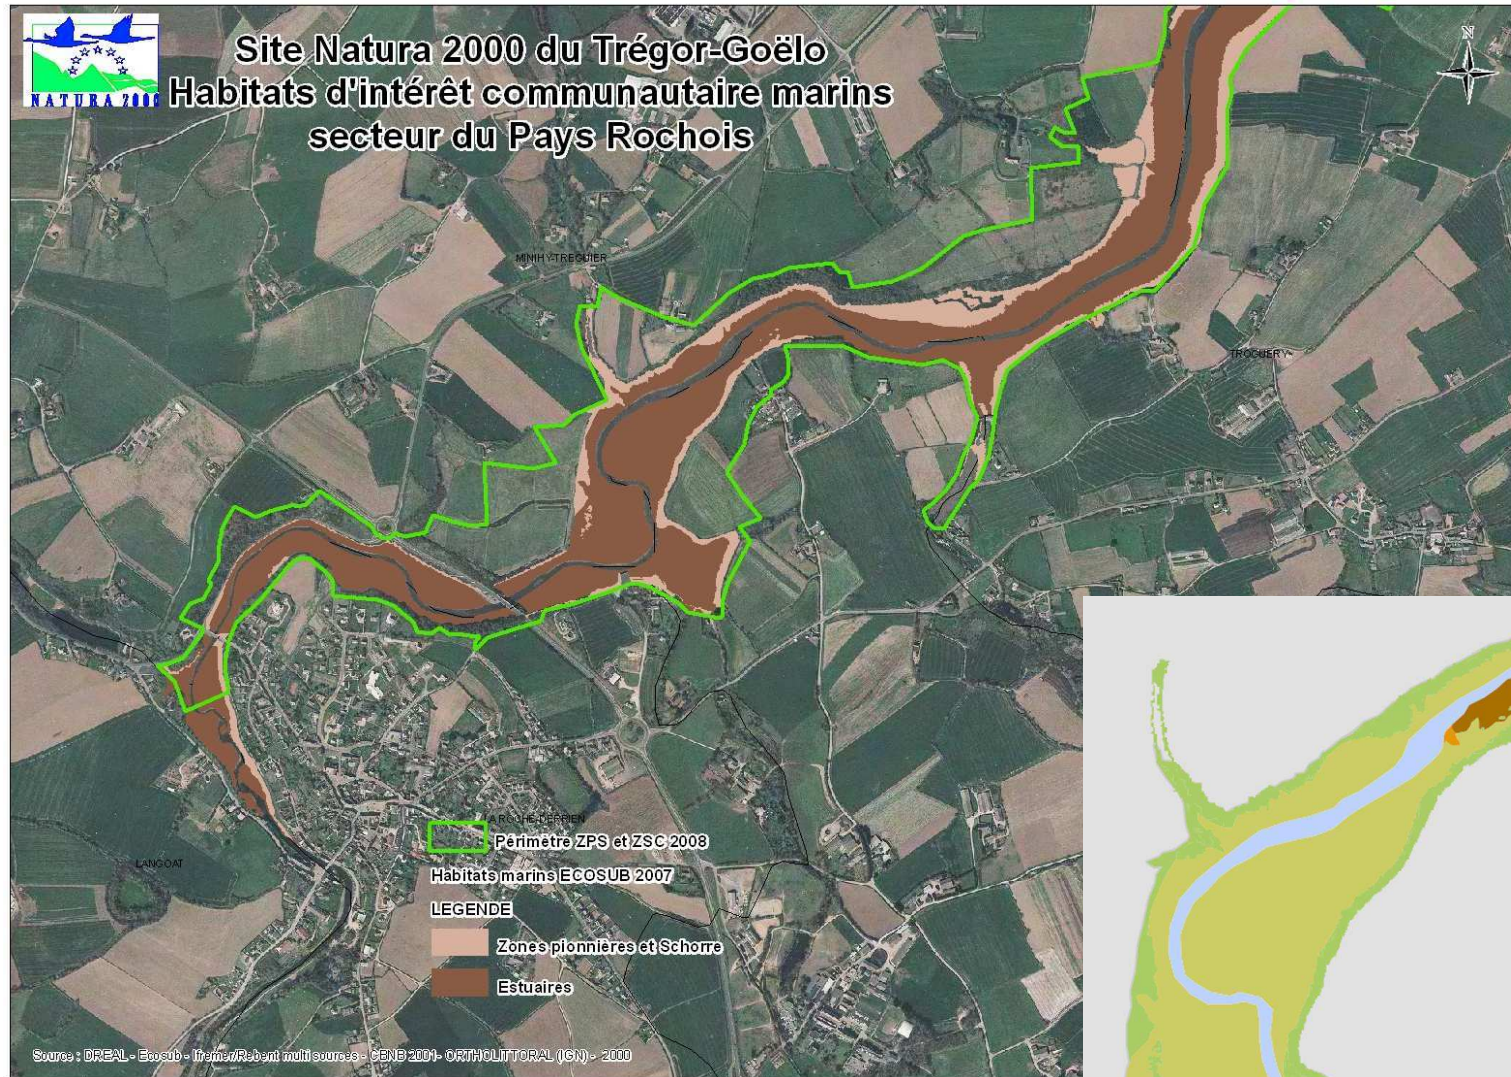 NATURA 2000
Site Natura 2000 du Trégor-Goëlo
Habitats d'intérêt communautaire marins
secteur du Pays Rochois
N
MINIHY-TREGUIER
TROGUERY
LANGOAT
LA ROCHE-DERRIEN
Périmètre ZPS et ZSC 2008
Habitats marins ECOSUB 2007
LEGENDE
Zones pionnières et Schorre
Estuaires
Source : DREAL - Ecosub - Ifremer/Rebent multi sources - CBNB 2001- ORTHOLITTORAL (IGN) - 2000